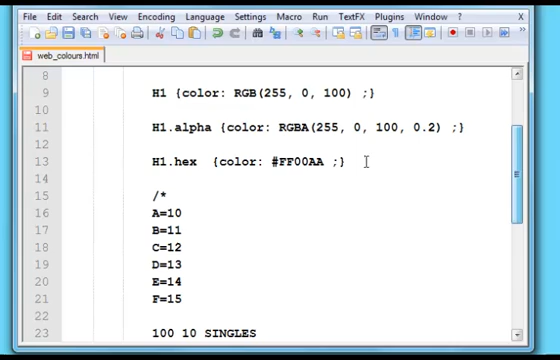 File Edit Search View Encoding Language Settings Macro Run TextFX Plugins Window ? X
web_colours.html
8
9 H1 {color: RGB(255, 0, 100) ;}
10
11 H1.alpha {color: RGBA(255, 0, 100, 0.2) ;}
12
13 H1.hex {color: #FF00AA ;}
14
15 /*
16 A=10
17 B=11
18 C=12
19 D=13
20 E=14
21 F=15
22
23 100 10 SINGLES